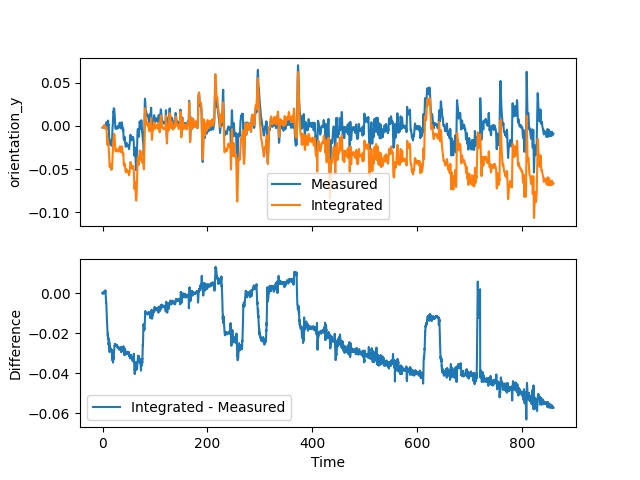 orientation_y
0.05
0.00
−0.05
−0.10
Measured
Integrated
Difference
0.00
−0.02
−0.04
−0.06
Integrated - Measured
0 200 400 600 800
Time